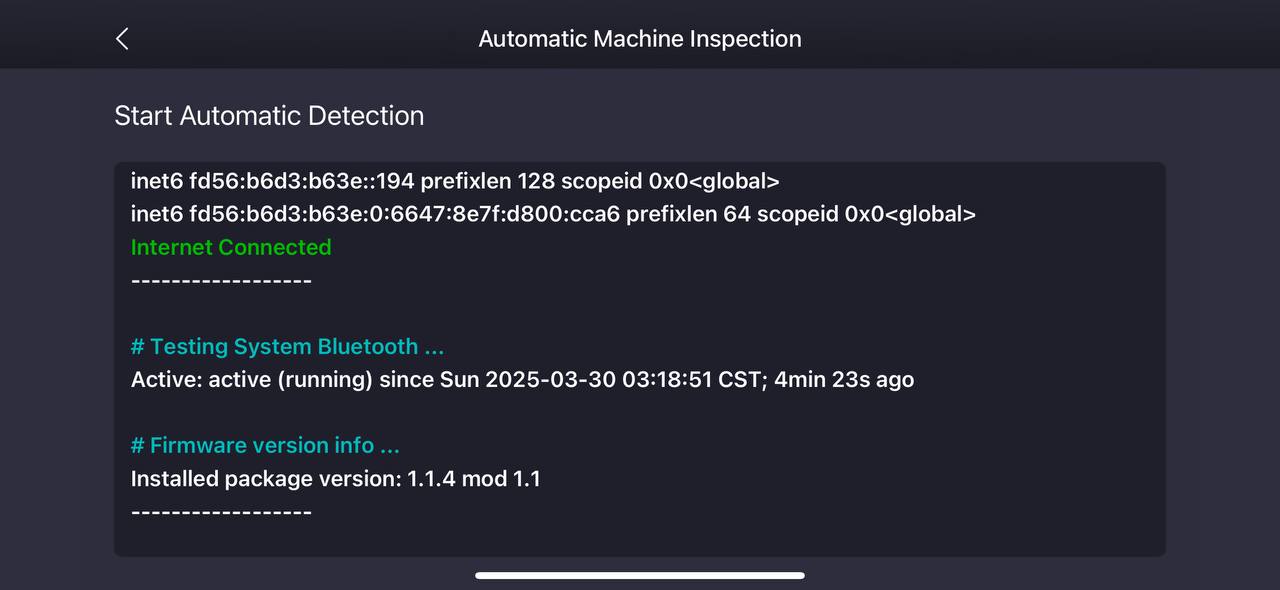 Automatic Machine Inspection
Start Automatic Detection
inet6 fd56:b6d3:b63e::194 prefixlen 128 scopeid 0x0<global>
inet6 fd56:b6d3:b63e:0:6647:8e7f:d800:cca6 prefixlen 64 scopeid 0x0<global>
Internet Connected
------------------
# Testing System Bluetooth ...
Active: active (running) since Sun 2025-03-30 03:18:51 CST; 4min 23s ago
# Firmware version info ...
Installed package version: 1.1.4 mod 1.1
------------------